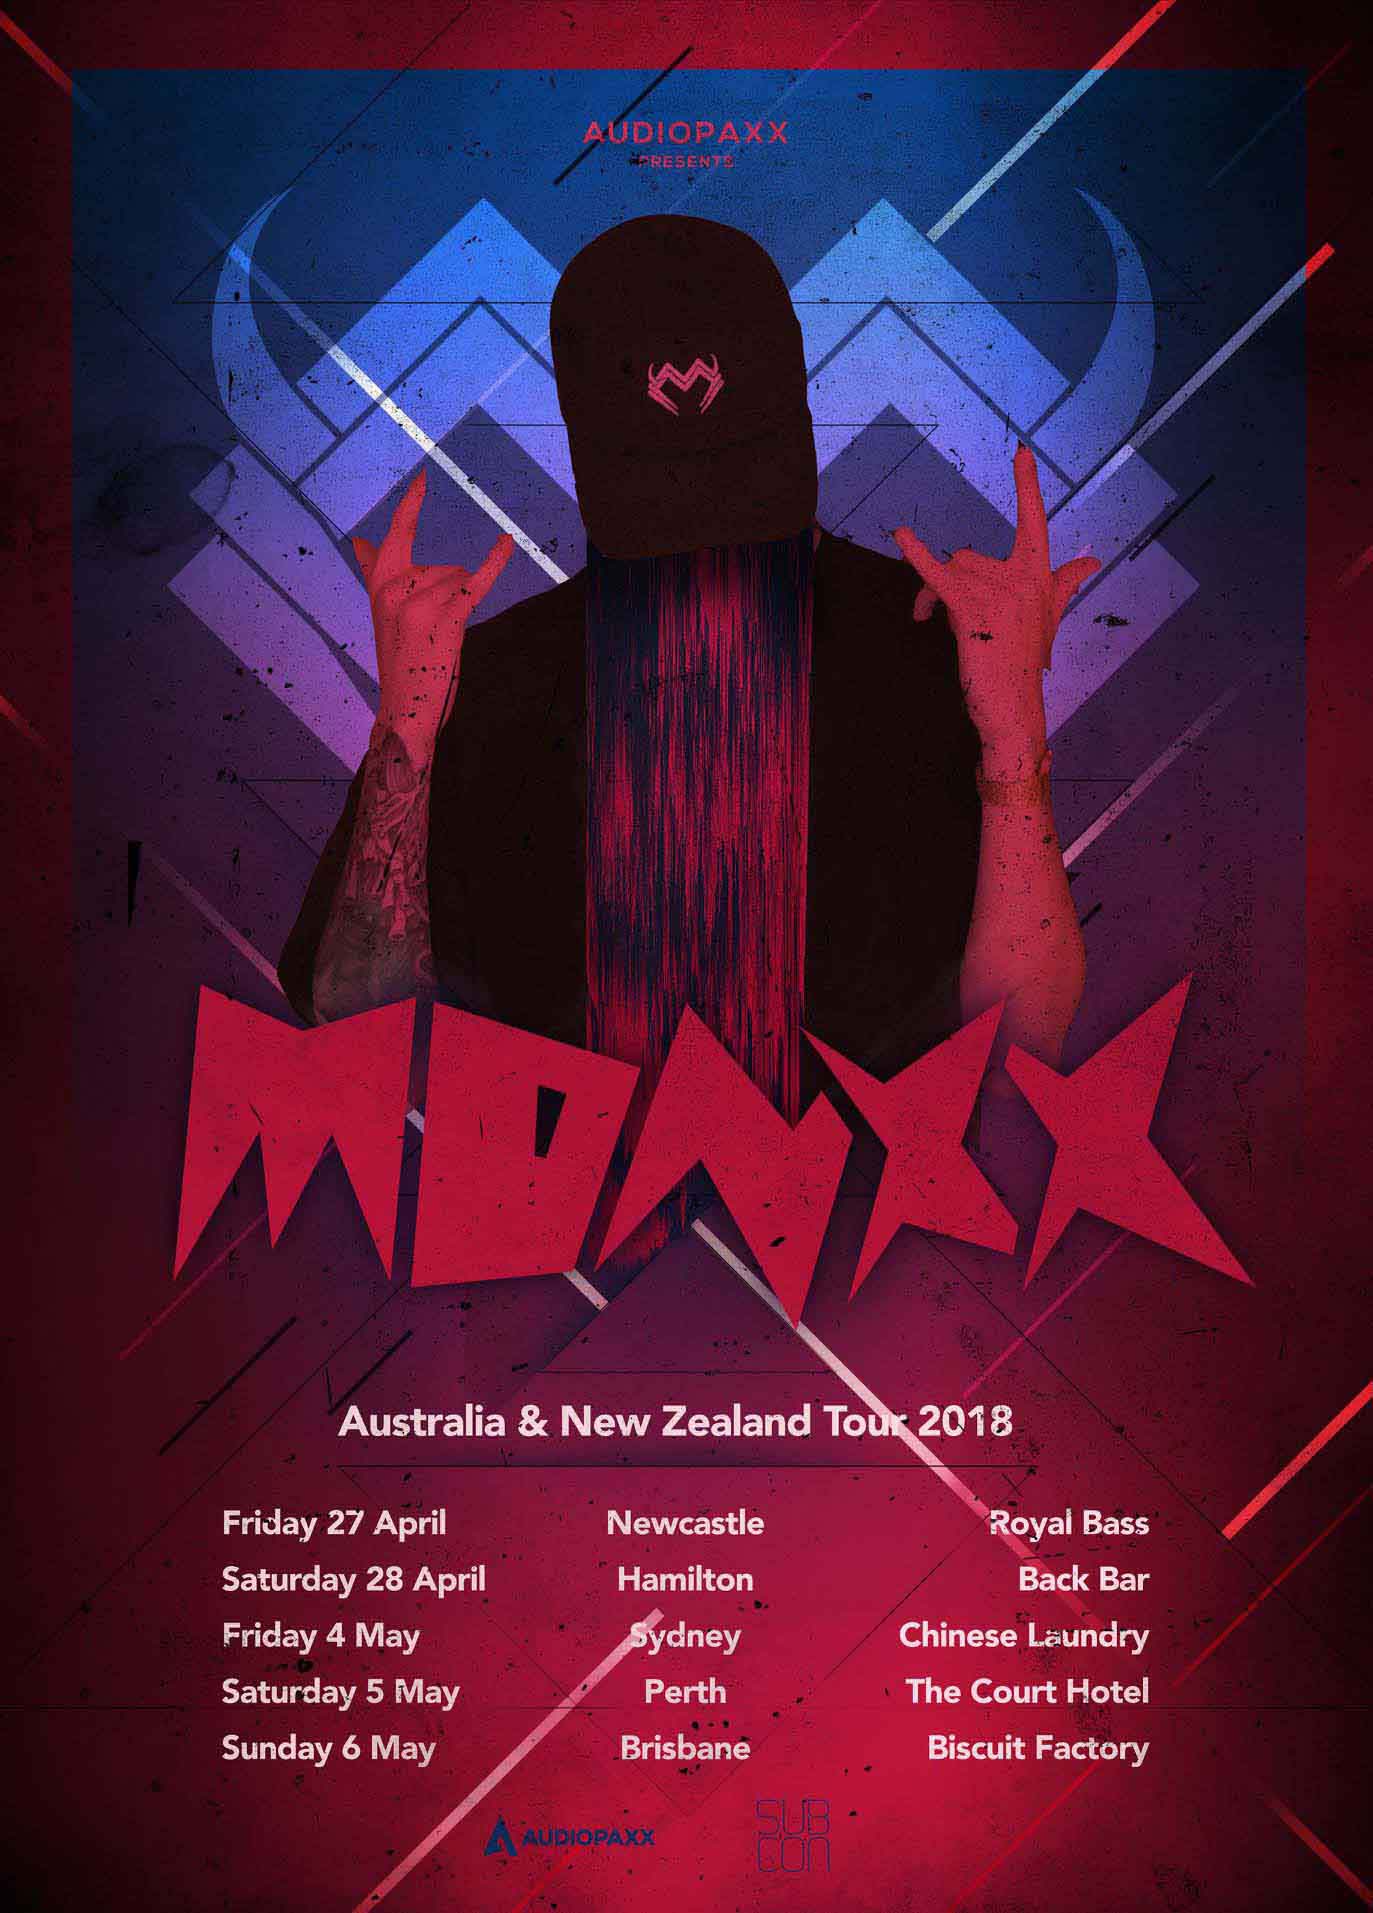 AUDIOPAXX
PRESENTS
MDNXX
Australia & New Zealand Tour 2018
Friday 27 April Newcastle Royal Bass
Saturday 28 April Hamilton Back Bar
Friday 4 May Sydney Chinese Laundry
Saturday 5 May Perth The Court Hotel
Sunday 6 May Brisbane Biscuit Factory
AUDIOPAXX
SUB
CON